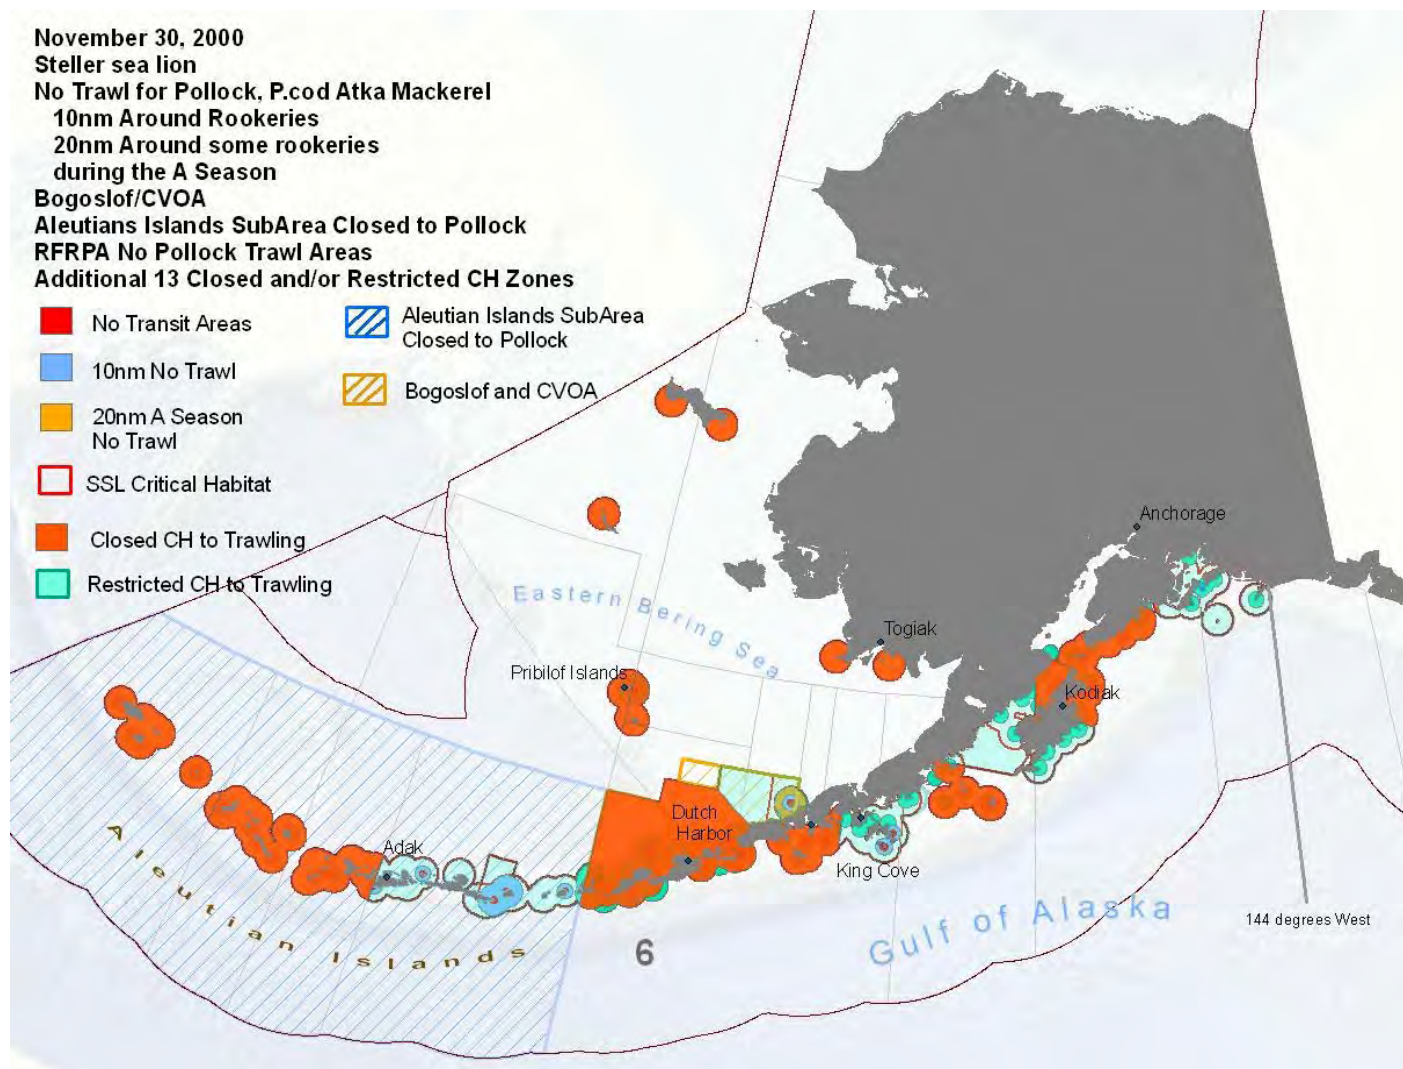 November 30, 2000
Steller sea lion
No Trawl for Pollock, P.cod Atka Mackerel
10nm Around Rookeries
20nm Around some rookeries
during the A Season
Bogoslof/CVOA
Aleutians Islands SubArea Closed to Pollock
RFRPA No Pollock Trawl Areas
Additional 13 Closed and/or Restricted CH Zones
No Transit Areas
10nm No Trawl
20nm A Season
No Trawl
SSL Critical Habitat
Closed CH to Trawling
Restricted CH to Trawling
Aleutian Islands SubArea
Closed to Pollock
Bogoslof and CVOA
Anchorage
Eastern Bering Sea
Togiak
Pribilof Islands
Kodiak
Dutch
Harbor
Adak
King Cove
Aleutian Islands
Gulf of Alaska
144 degrees West
6